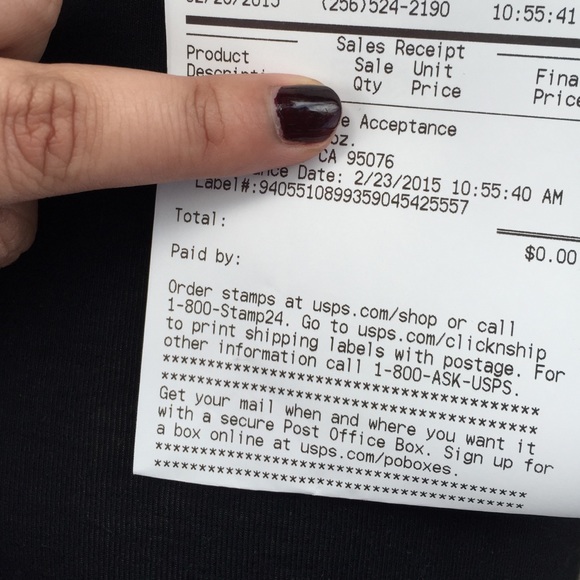 02/23/2015 (256)524-2190 10:55:41
Sales Receipt
Product Sale Unit Fina
Qty Price Price
e Acceptance
oz.
CA 95076
Date: 2/23/2015 10:55:40 AM
Label#:9405510899359045425557
Total: $0.00
Paid by:
Order stamps at usps.com/shop or call
1-800-Stamp24. Go to usps.com/clicknship
to print shipping labels with postage. For
other information call 1-800-ASK-USPS.
****************************************
****************************************
Get your mail when and where you want it
with a secure Post Office Box. Sign up for
a box online at usps.com/poboxes.
****************************************
****************************************